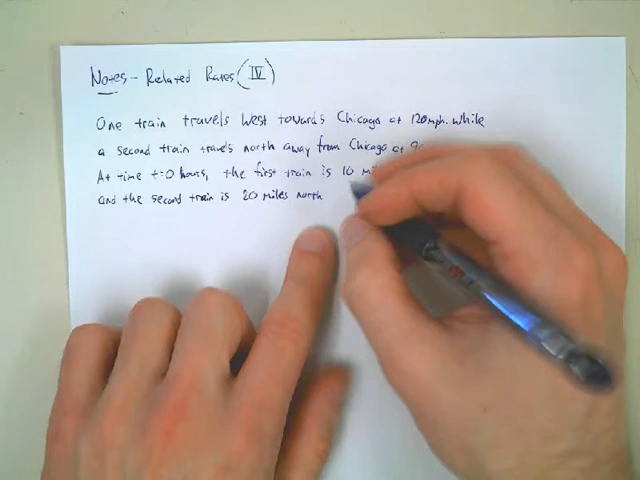 Notes - Related Rates (IV)
One train travels West towards Chicago at 120mph. while
a second train travels north away from Chicago at
At time t=0 hours, the first train is 10
and the second train is 20 miles north